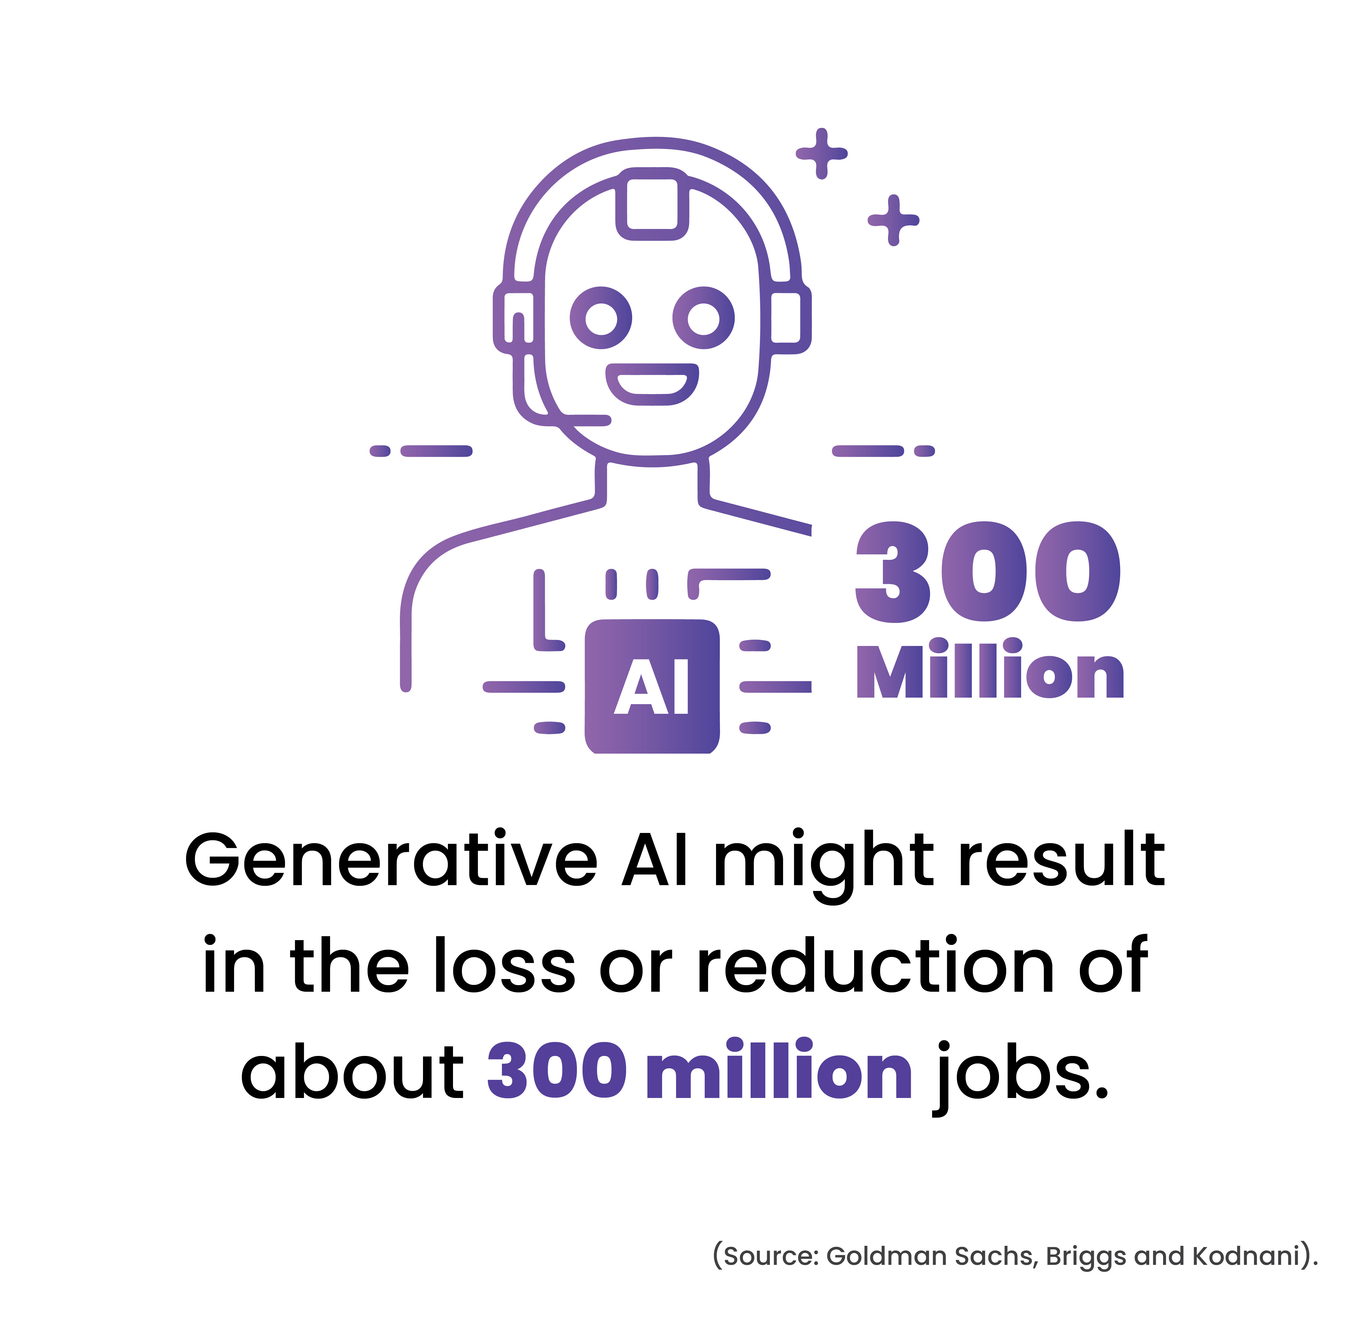 300
Million
AI
Generative AI might result
in the loss or reduction of
about 300 million jobs.
(Source: Goldman Sachs, Briggs and Kodnani).